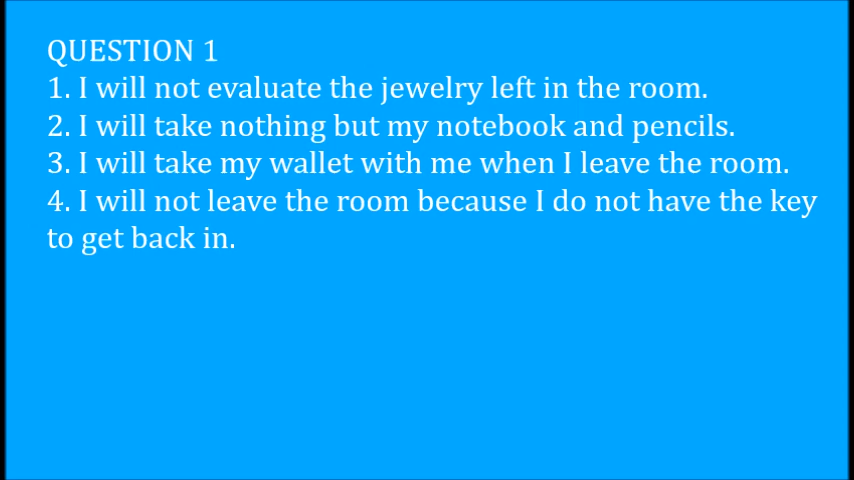 QUESTION 1
1. I will not evaluate the jewelry left in the room.
2. I will take nothing but my notebook and pencils.
3. I will take my wallet with me when I leave the room.
4. I will not leave the room because I do not have the key
to get back in.